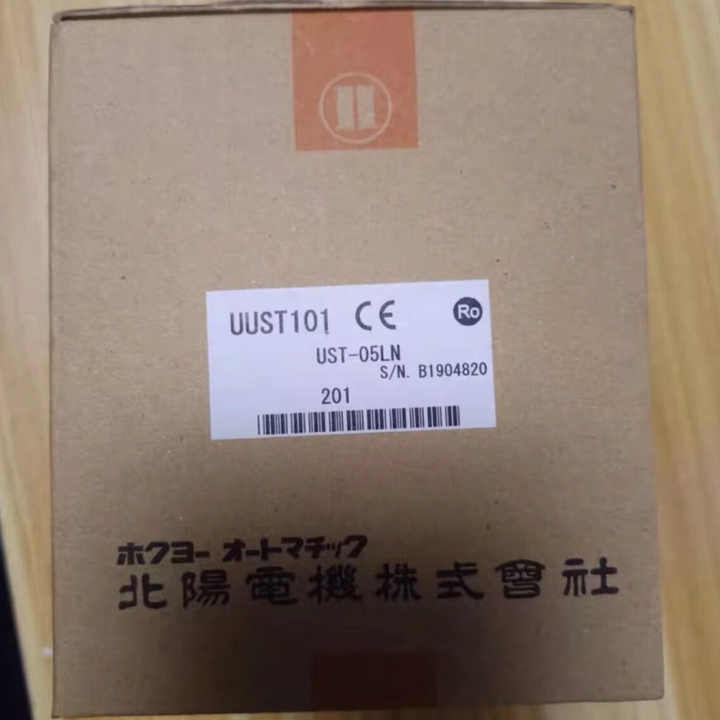 UUST101 CE Ro
UST-05LN
S/N. B1904820
201
ホクヨー オートマチック
北陽電機株式會社